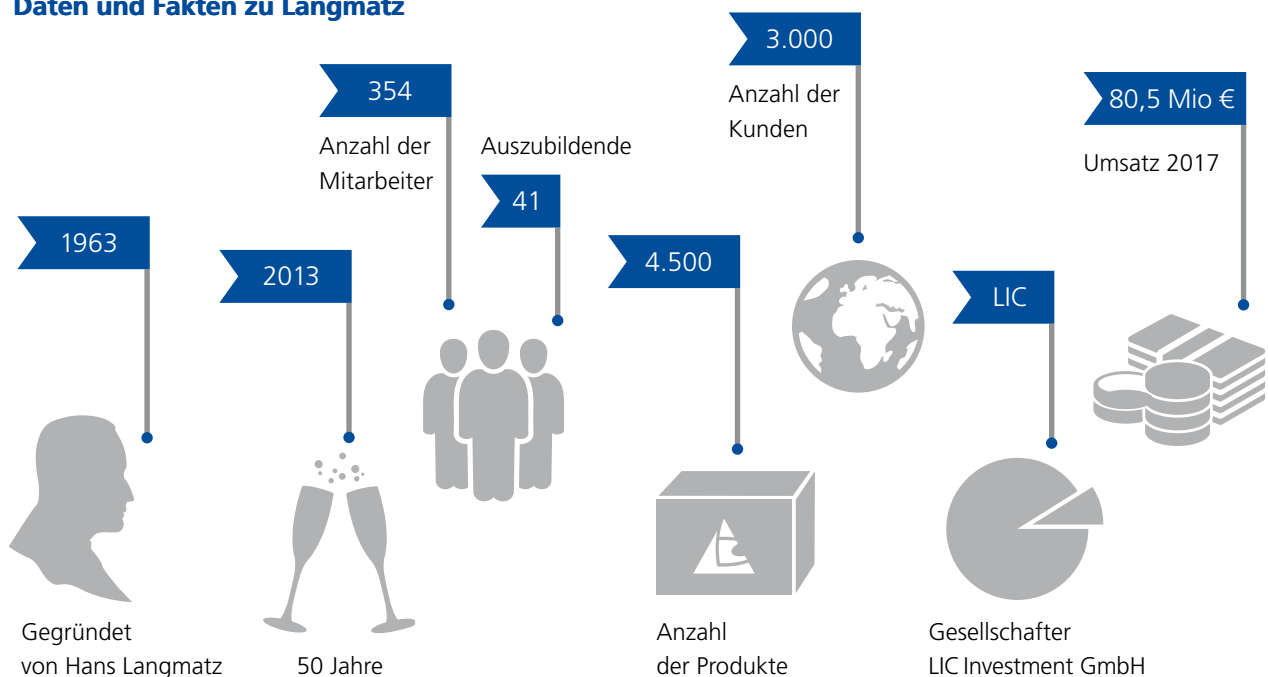 Daten und Fakten zu Langmatz
1963
Gegründet
von Hans Langmatz
2013
50 Jahre
354
Anzahl der
Mitarbeiter
Auszubildende
41
4.500
Anzahl
der Produkte
3.000
Anzahl der
Kunden
LIC
Gesellschafter
LIC Investment GmbH
80,5 Mio €
Umsatz 2017